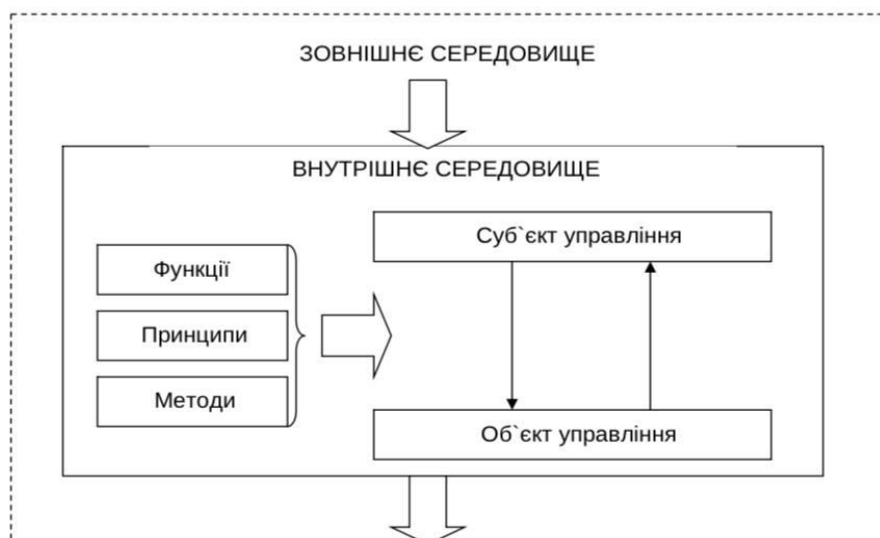 ЗОВНІШНЄ СЕРЕДОВИЩЕ
ВНУТРІШНЄ СЕРЕДОВИЩЕ
Суб`єкт управління
Функції
Принципи
Методи
Об`єкт управління